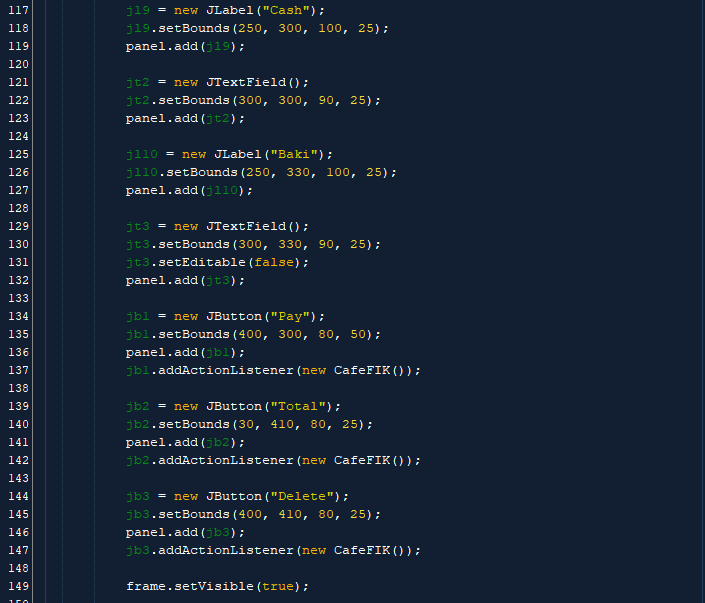 117 jl9 = new JLabel("Cash");
118 jl9.setBounds(250, 300, 100, 25);
119 panel.add(jl9);
120
121 jt2 = new JTextField();
122 jt2.setBounds(300, 300, 90, 25);
123 panel.add(jt2);
124
125 jl10 = new JLabel("Baki");
126 jl10.setBounds(250, 330, 100, 25);
127 panel.add(jl10);
128
129 jt3 = new JTextField();
130 jt3.setBounds(300, 330, 90, 25);
131 jt3.setEditable(false);
132 panel.add(jt3);
133
134 jb1 = new JButton("Pay");
135 jb1.setBounds(400, 300, 80, 50);
136 panel.add(jb1);
137 jb1.addActionListener(new CafeFIK());
138
139 jb2 = new JButton("Total");
140 jb2.setBounds(30, 410, 80, 25);
141 panel.add(jb2);
142 jb2.addActionListener(new CafeFIK());
143
144 jb3 = new JButton("Delete");
145 jb3.setBounds(400, 410, 80, 25);
146 panel.add(jb3);
147 jb3.addActionListener(new CafeFIK());
148
149 frame.setVisible(true);